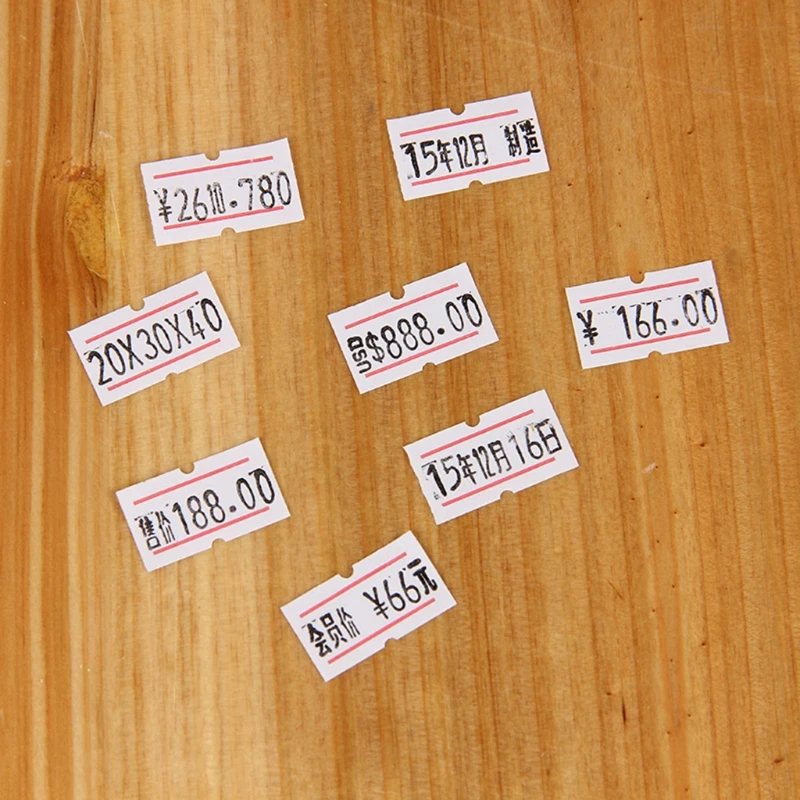 15年12月 制造
¥2610.780
20X30X40
USD$888.00
¥ 166.00
15年12月16日
售价188.00
会员价 ¥66元